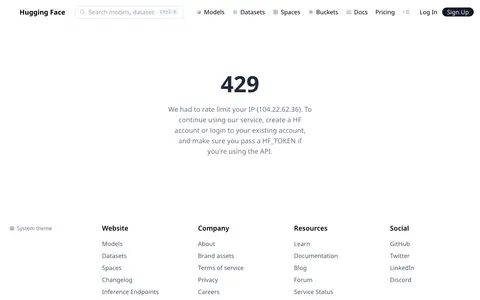 Hugging Face
Search models, datasets
Ctrl+K
Models
Datasets
Spaces
Buckets
Docs
Pricing
Log In
Sign Up
429
We had to rate limit your IP (104.22.62.36). To
continue using our service, create a HF
account or login to your existing account,
and make sure you pass a HF_TOKEN if
you're using the API.
System theme
Website
Models
Datasets
Spaces
Changelog
Inference Endpoints
Company
About
Brand assets
Terms of service
Privacy
Careers
Resources
Learn
Documentation
Blog
Forum
Service Status
Social
GitHub
Twitter
LinkedIn
Discord